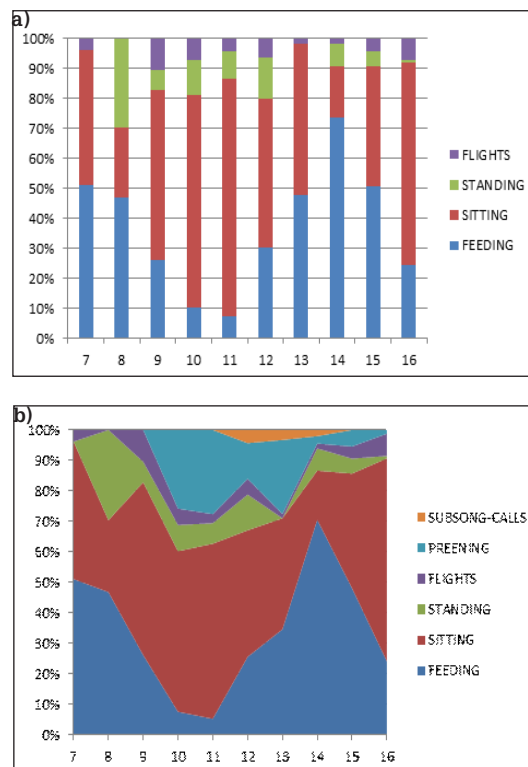 a)
100%
90%
80%
70%
60%
50%
40%
30%
20%
10%
0%
7 8 9 10 11 12 13 14 15 16
FLIGHTS
STANDING
SITTING
FEEDING
b)
100%
90%
80%
70%
60%
50%
40%
30%
20%
10%
0%
7 8 9 10 11 12 13 14 15 16
SUBSONG-CALLS
PREENING
FLIGHTS
STANDING
SITTING
FEEDING